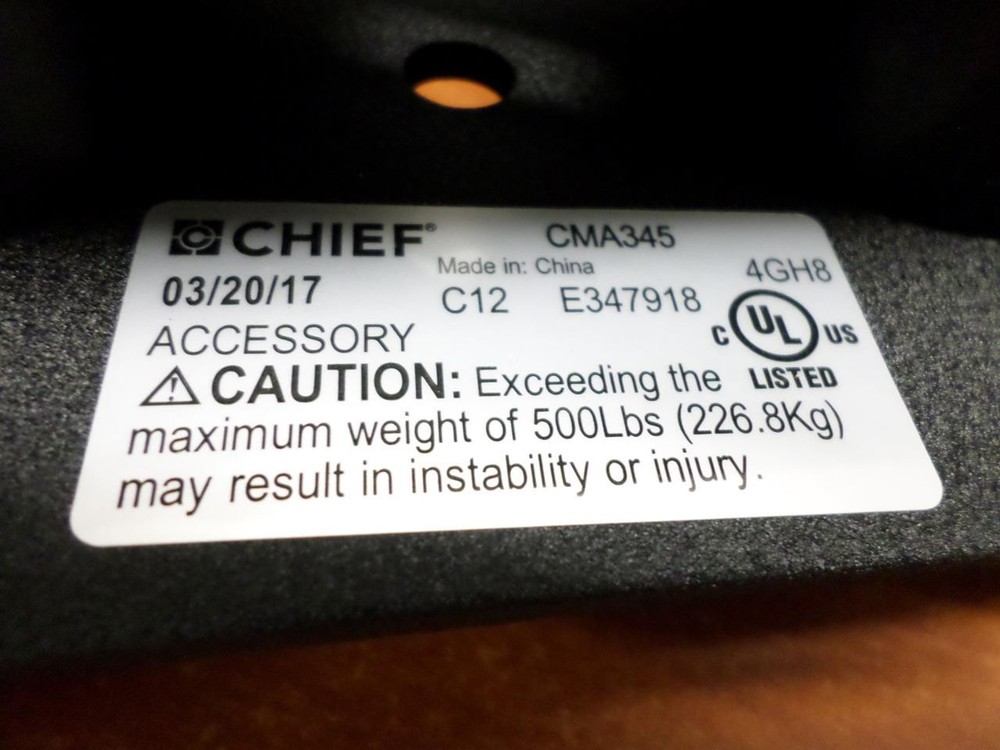 CHIEF® CMA345
Made in: China 4GH8
03/20/17 C12 E347918
C UL US
ACCESSORY
LISTED
⚠ CAUTION: Exceeding the
maximum weight of 500Lbs (226.8Kg)
may result in instability or injury.